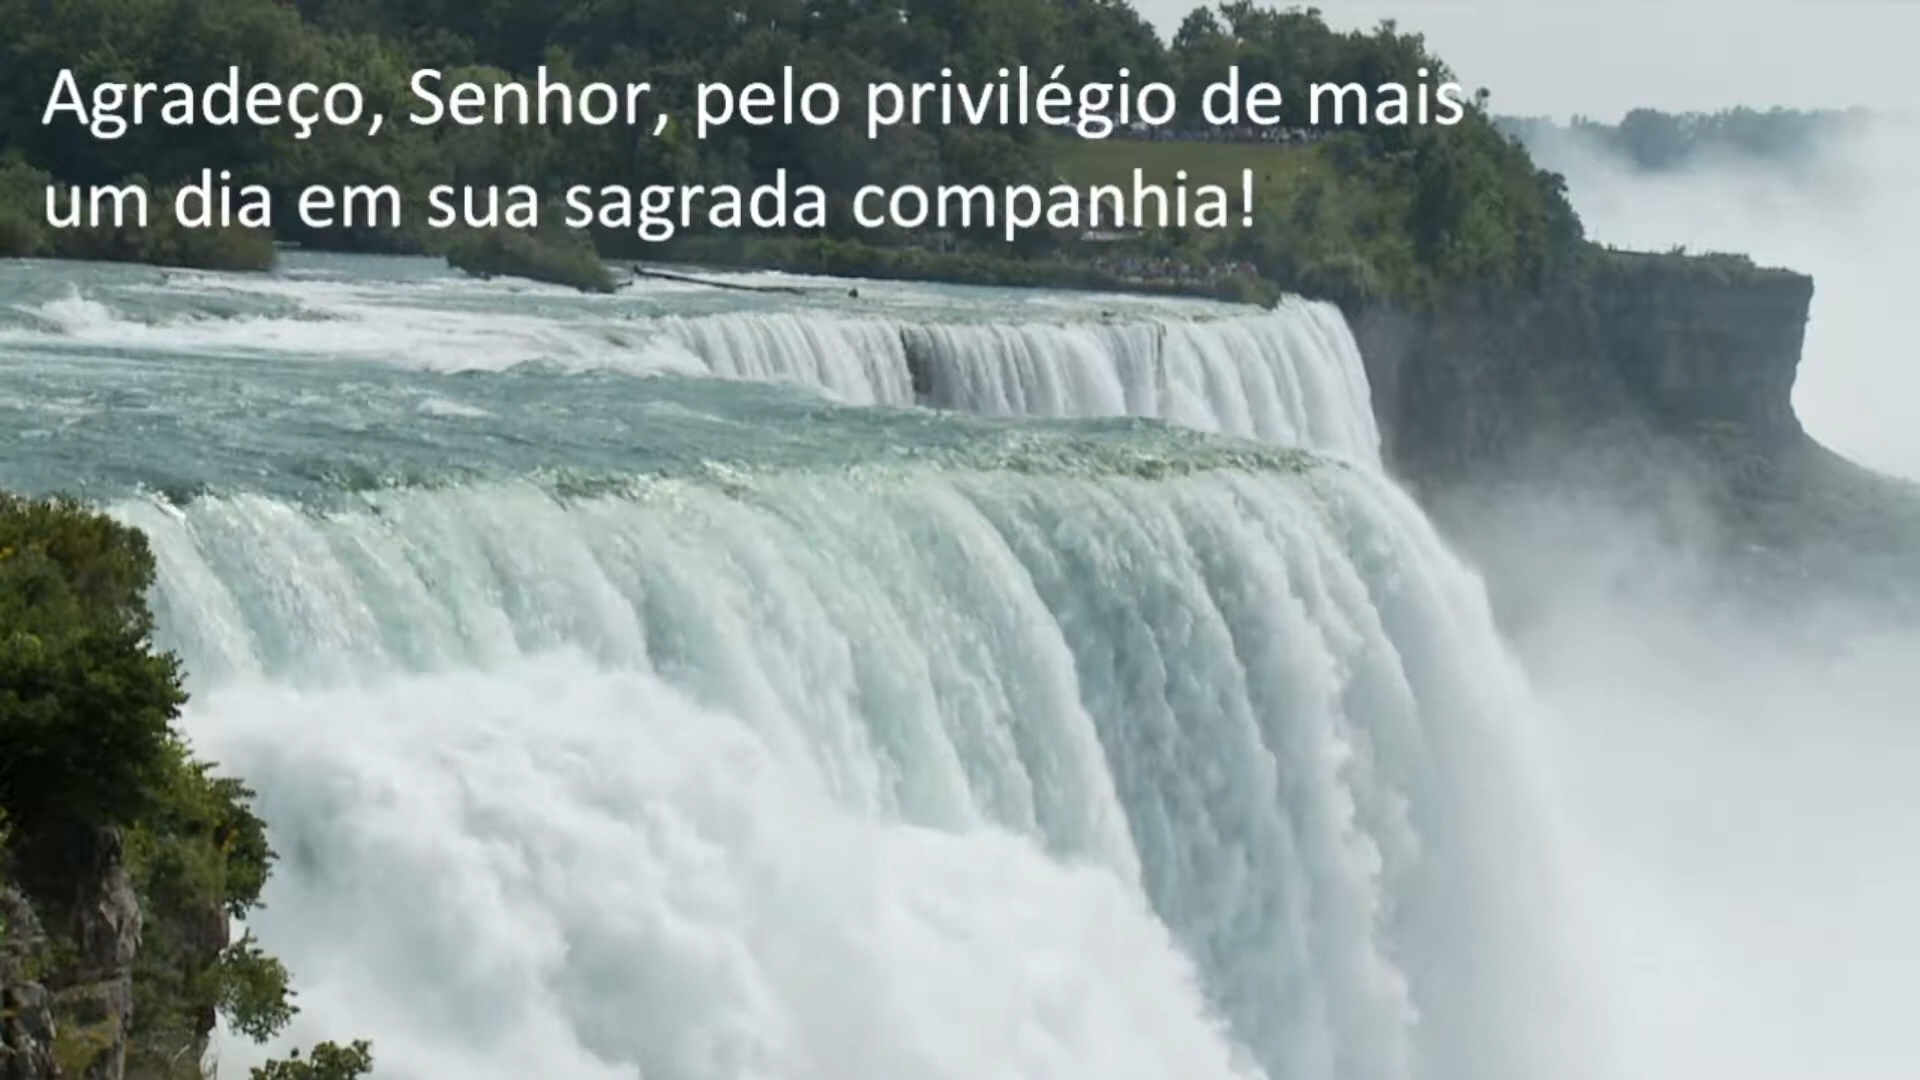 Agradeço, Senhor, pelo privilégio de mais
um dia em sua sagrada companhia!